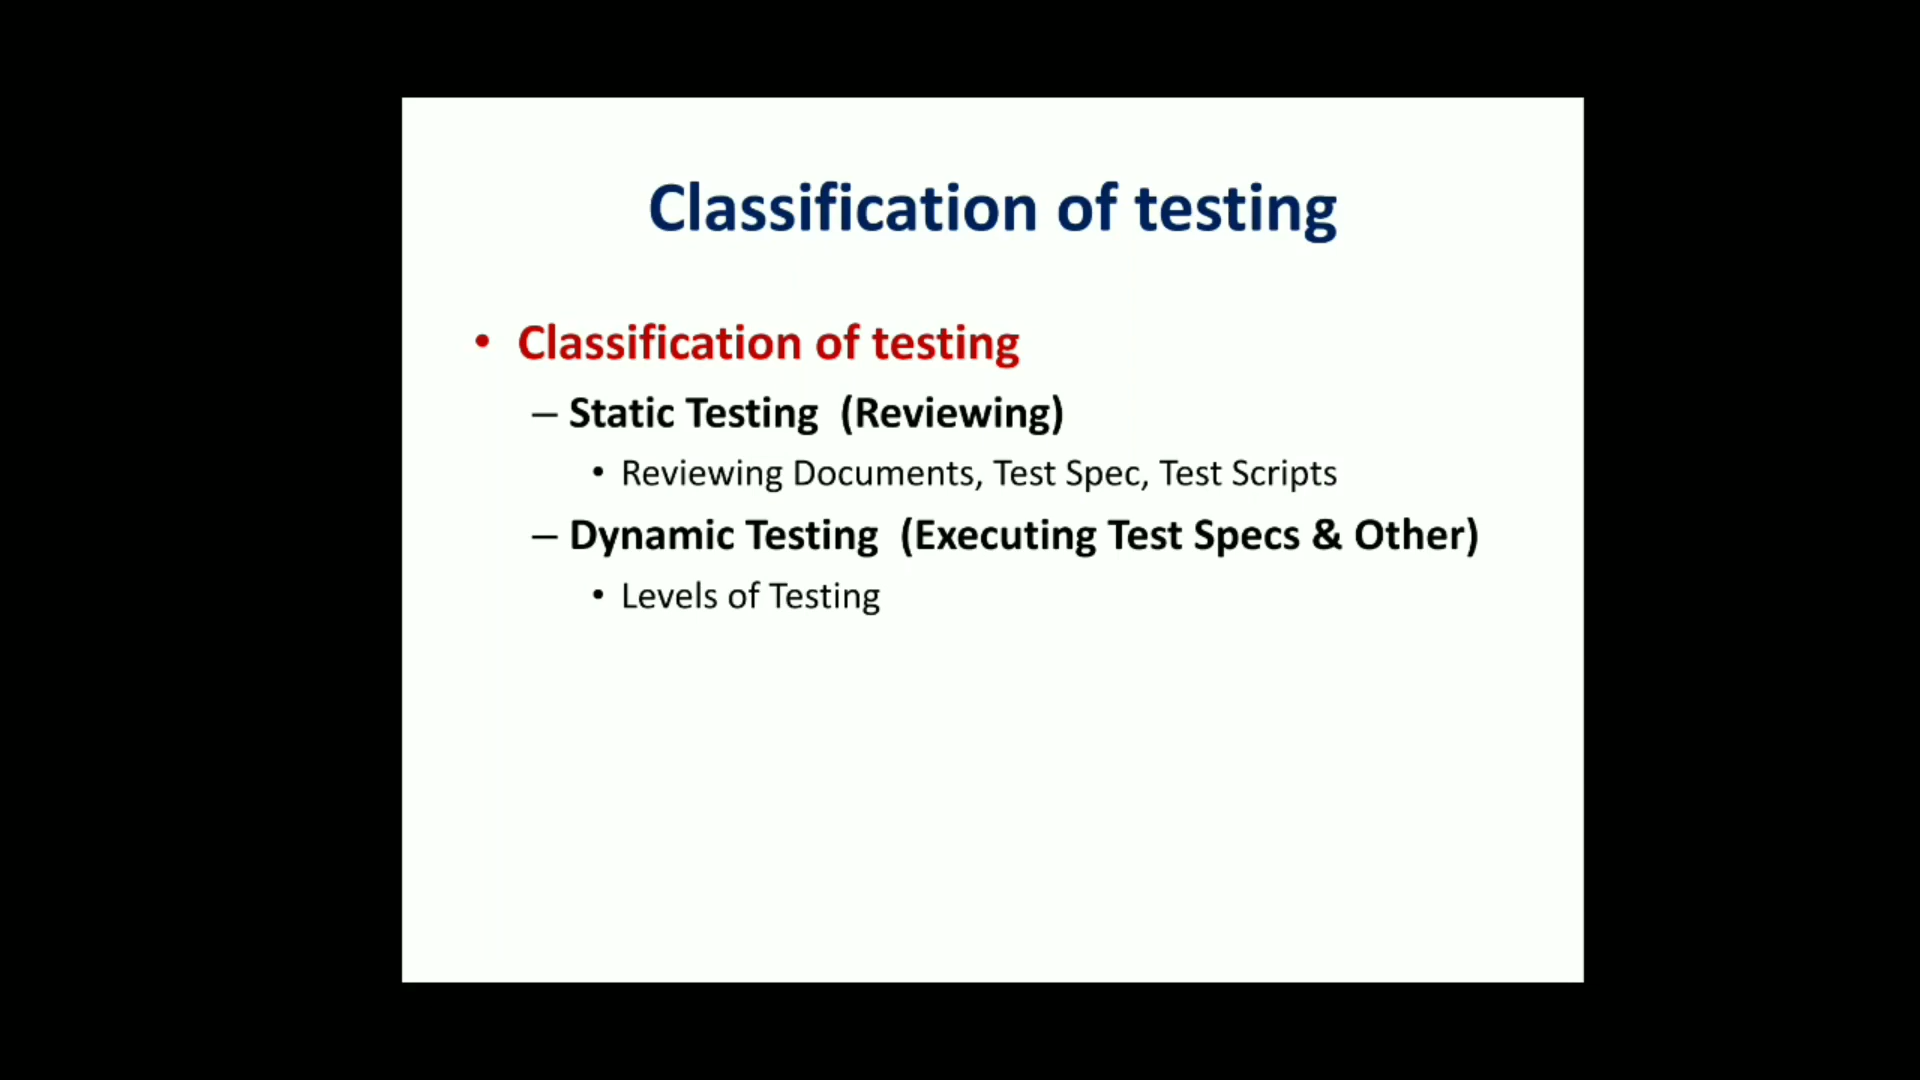 Classification of testing
• Classification of testing
– Static Testing (Reviewing)
• Reviewing Documents, Test Spec, Test Scripts
– Dynamic Testing (Executing Test Specs & Other)
• Levels of Testing